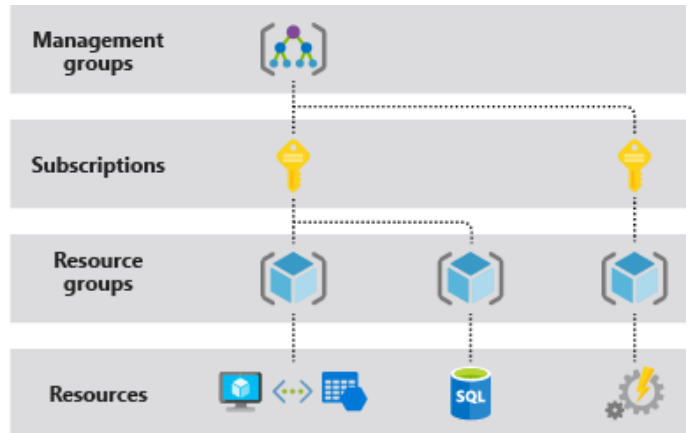 Management
groups
Subscriptions
Resource
groups
Resources
SQL